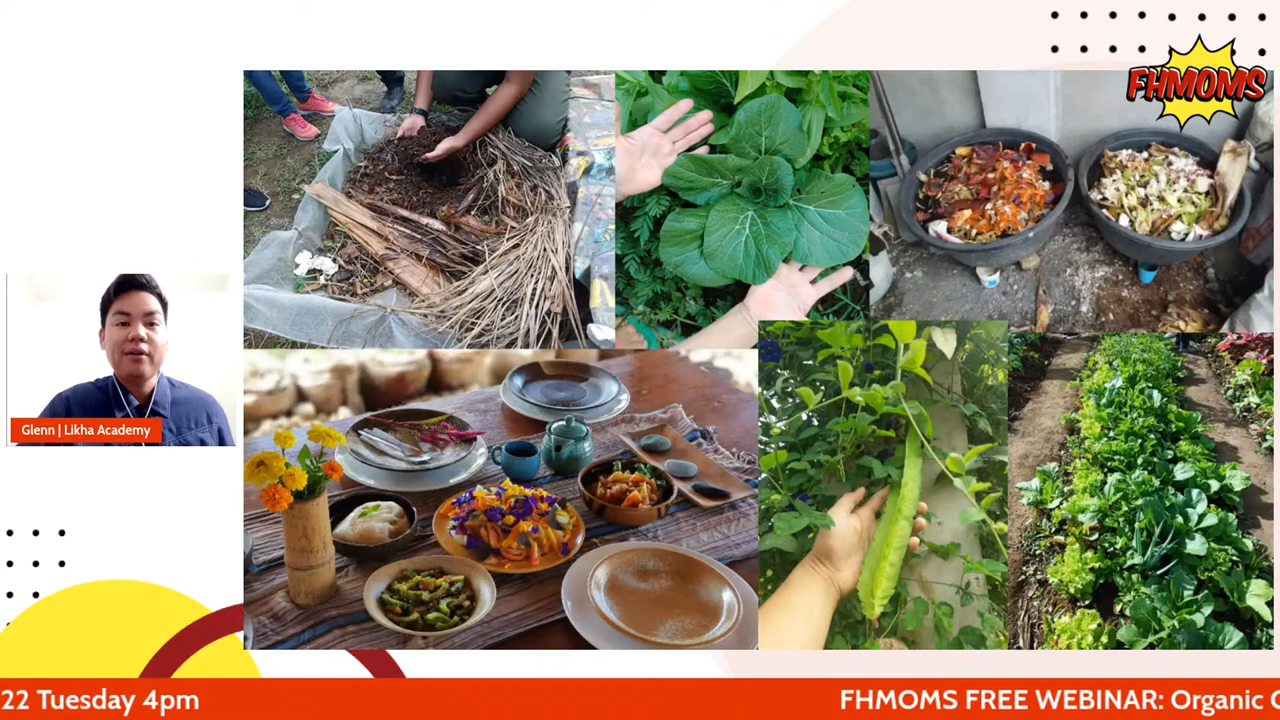 FHMOMS
Glenn | Likha Academy
22 Tuesday 4pm
FHMOMS FREE WEBINAR: Organic